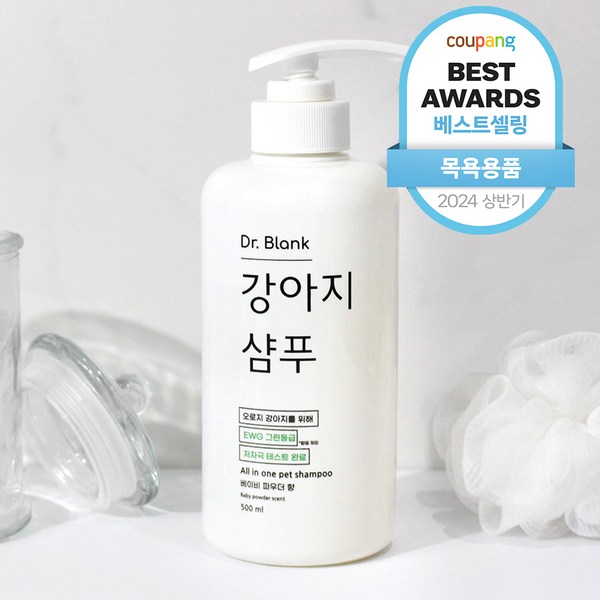 coupang
BEST
AWARDS
베스트셀링
목욕용품
2024 상반기
Dr. Blank
강아지
샴푸
오로지 강아지를 위해
EWG 그린등급
저자극 테스트 완료
All in one pet shampoo
베이비 파우더 향
Baby powder scent
500 ml